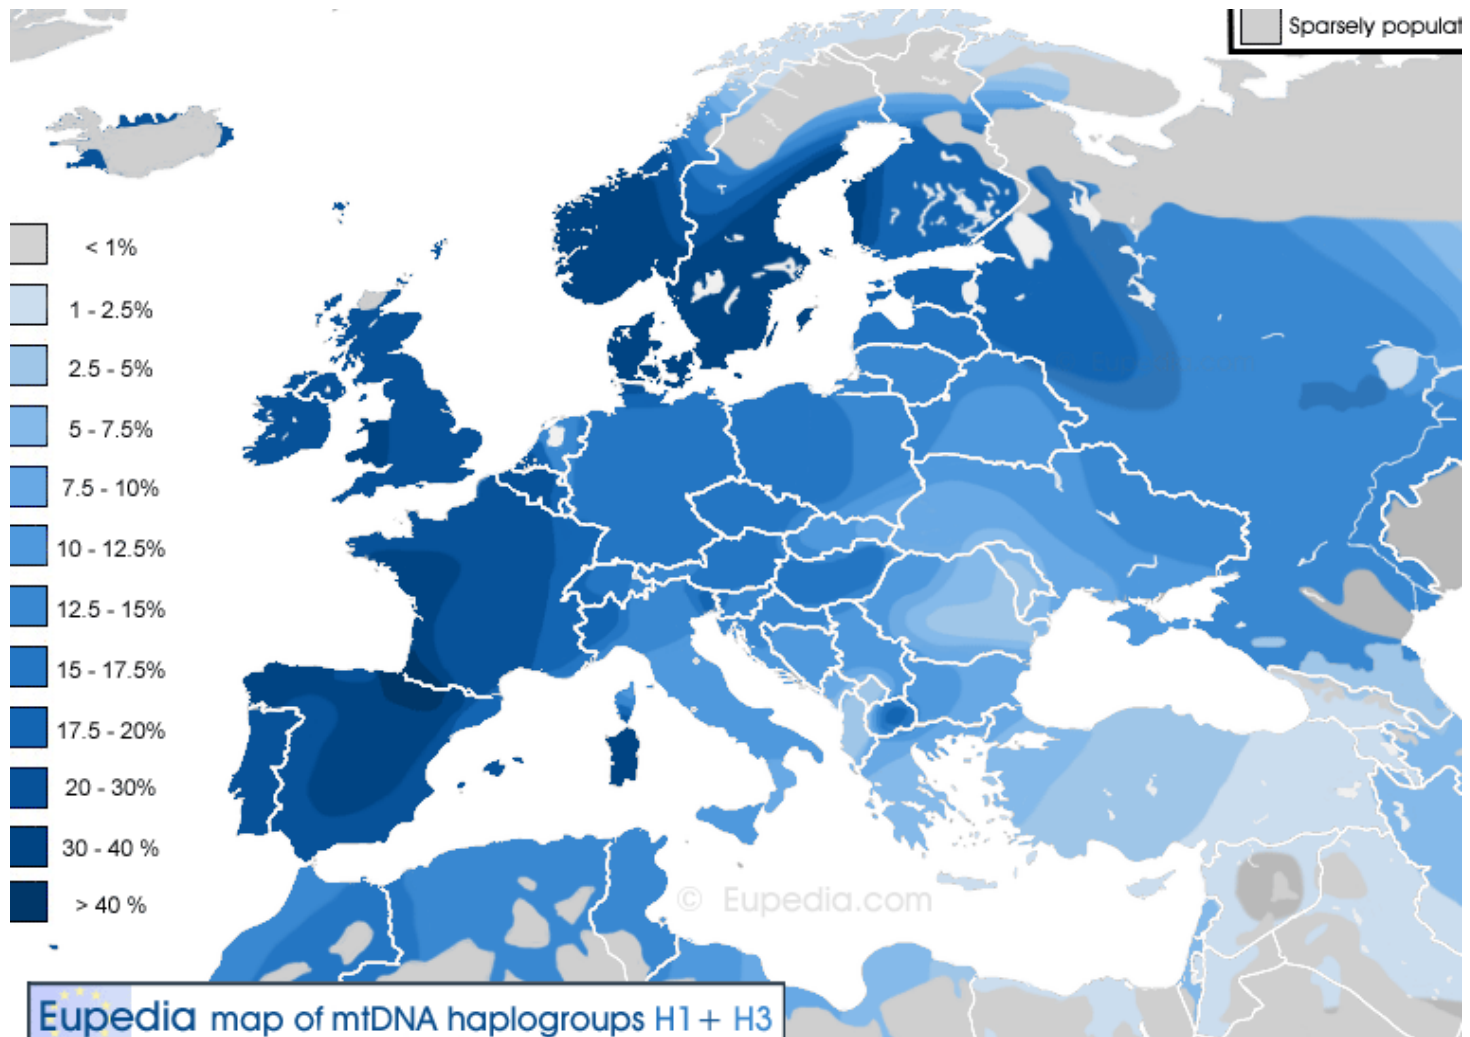 Sparsely populat
< 1%
1 - 2.5%
2.5 - 5%
5 - 7.5%
7.5 - 10%
10 - 12.5%
12.5 - 15%
15 - 17.5%
17.5 - 20%
20 - 30%
30 - 40 %
> 40 %
© Eupedia.com
Eupedia map of mtDNA haplogroups H1 + H3